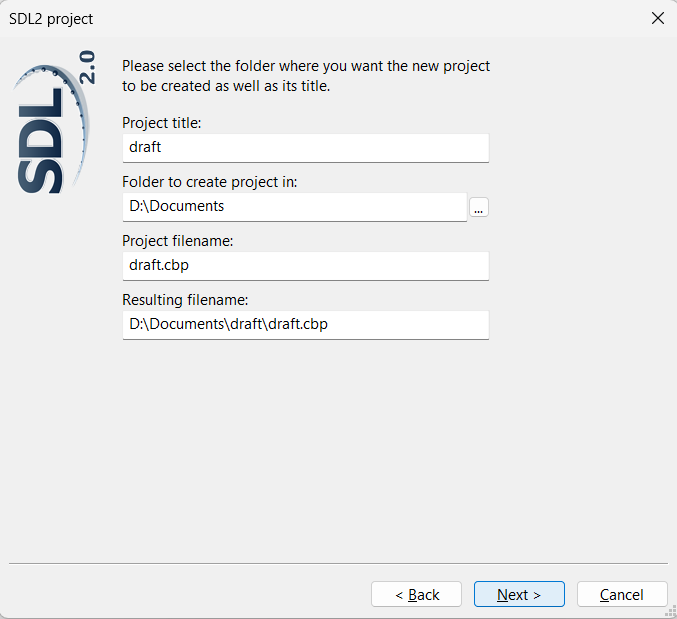 SDL2 project
SDL 2.0
Please select the folder where you want the new project
to be created as well as its title.
Project title:
draft
Folder to create project in:
D:\Documents
...
Project filename:
draft.cbp
Resulting filename:
D:\Documents\draft\draft.cbp
< Back
Next >
Cancel